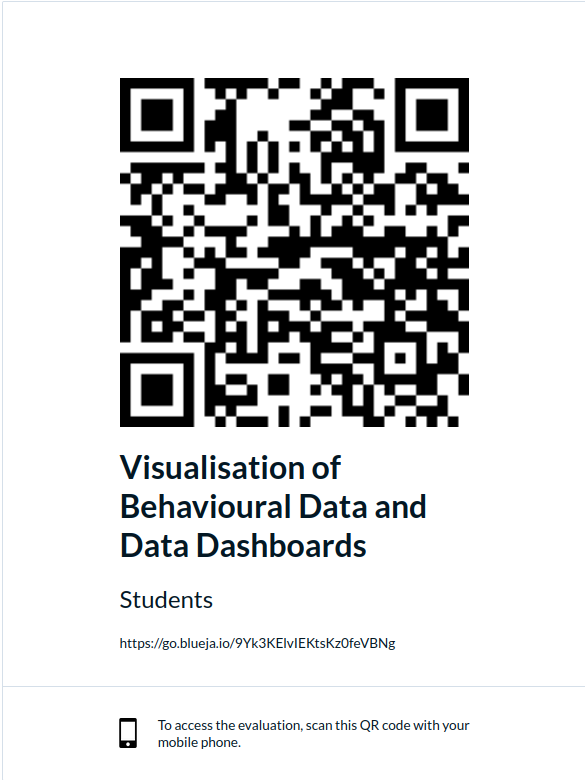 Visualisation of
Behavioural Data and
Data Dashboards
Students
https://go.blueja.io/9Yk3KElvIEKtsKz0feVBNg
To access the evaluation, scan this QR code with your
mobile phone.